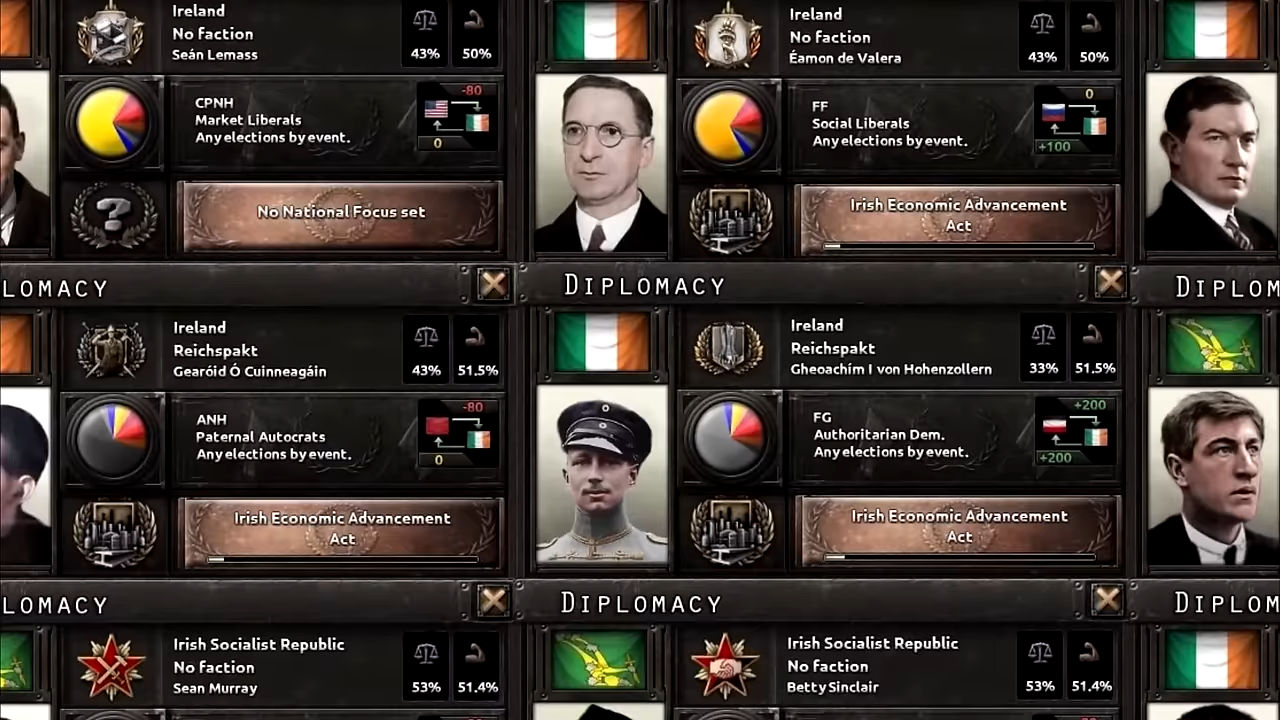 Ireland
No faction
Seán Lemass
43%
50%
CPNH
Market Liberals
Any elections by event.
-80
0
No National Focus set
Ireland
No faction
Éamon de Valera
43%
50%
FF
Social Liberals
Any elections by event.
0
+100
Irish Economic Advancement
Act
LOMACY
DIPLOMACY
DIPLOM
Ireland
Reichspakt
Gearóid Ó Cuinneagáin
43%
51.5%
ANH
Paternal Autocrats
Any elections by event.
-80
0
Irish Economic Advancement
Act
Ireland
Reichspakt
Gheoachím I von Hohenzollern
33%
51.5%
FG
Authoritarian Dem.
Any elections by event.
+200
+200
Irish Economic Advancement
Act
LOMACY
DIPLOMACY
DIPLOM
Irish Socialist Republic
No faction
Sean Murray
53%
51.4%
Irish Socialist Republic
No faction
Betty Sinclair
53%
51.4%